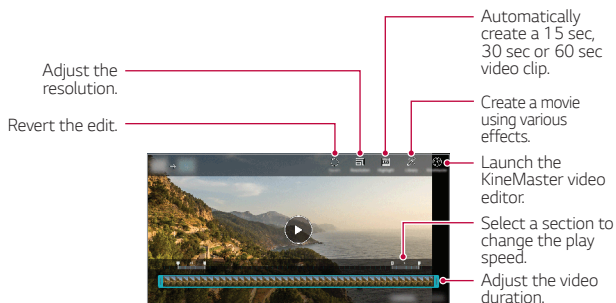 Automatically
create a 15 sec,
30 sec or 60 sec
video clip.
Adjust the
resolution.
Create a movie
using various
effects.
Revert the edit.
Launch the
KineMaster video
editor.
Select a section to
change the play
speed.
Adjust the video
duration.